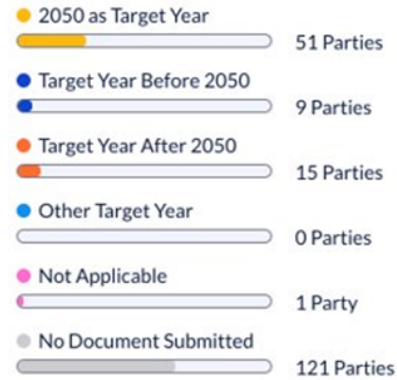 2050 as Target Year
51 Parties
Target Year Before 2050
9 Parties
Target Year After 2050
15 Parties
Other Target Year
0 Parties
Not Applicable
1 Party
No Document Submitted
121 Parties